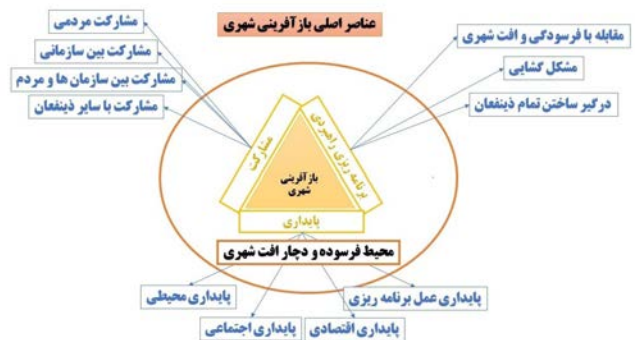 عناصر اصلی بازآفرینی شهری
مشارکت مردمی
مشارکت بین سازمانی
مشارکت بین سازمان ها و مردم
مشارکت با سایر ذینفعان
مقابله با فرسودگی و افت شهری
مشکل گشایی
درگیر ساختن تمام ذینفعان
مشارکت
برنامه ریزی راهبردی
بازآفرینی
شهری
پایداری
محیط فرسوده و دچار افت شهری
پایداری عمل برنامه ریزی
پایداری اقتصادی
پایداری اجتماعی
پایداری محیطی